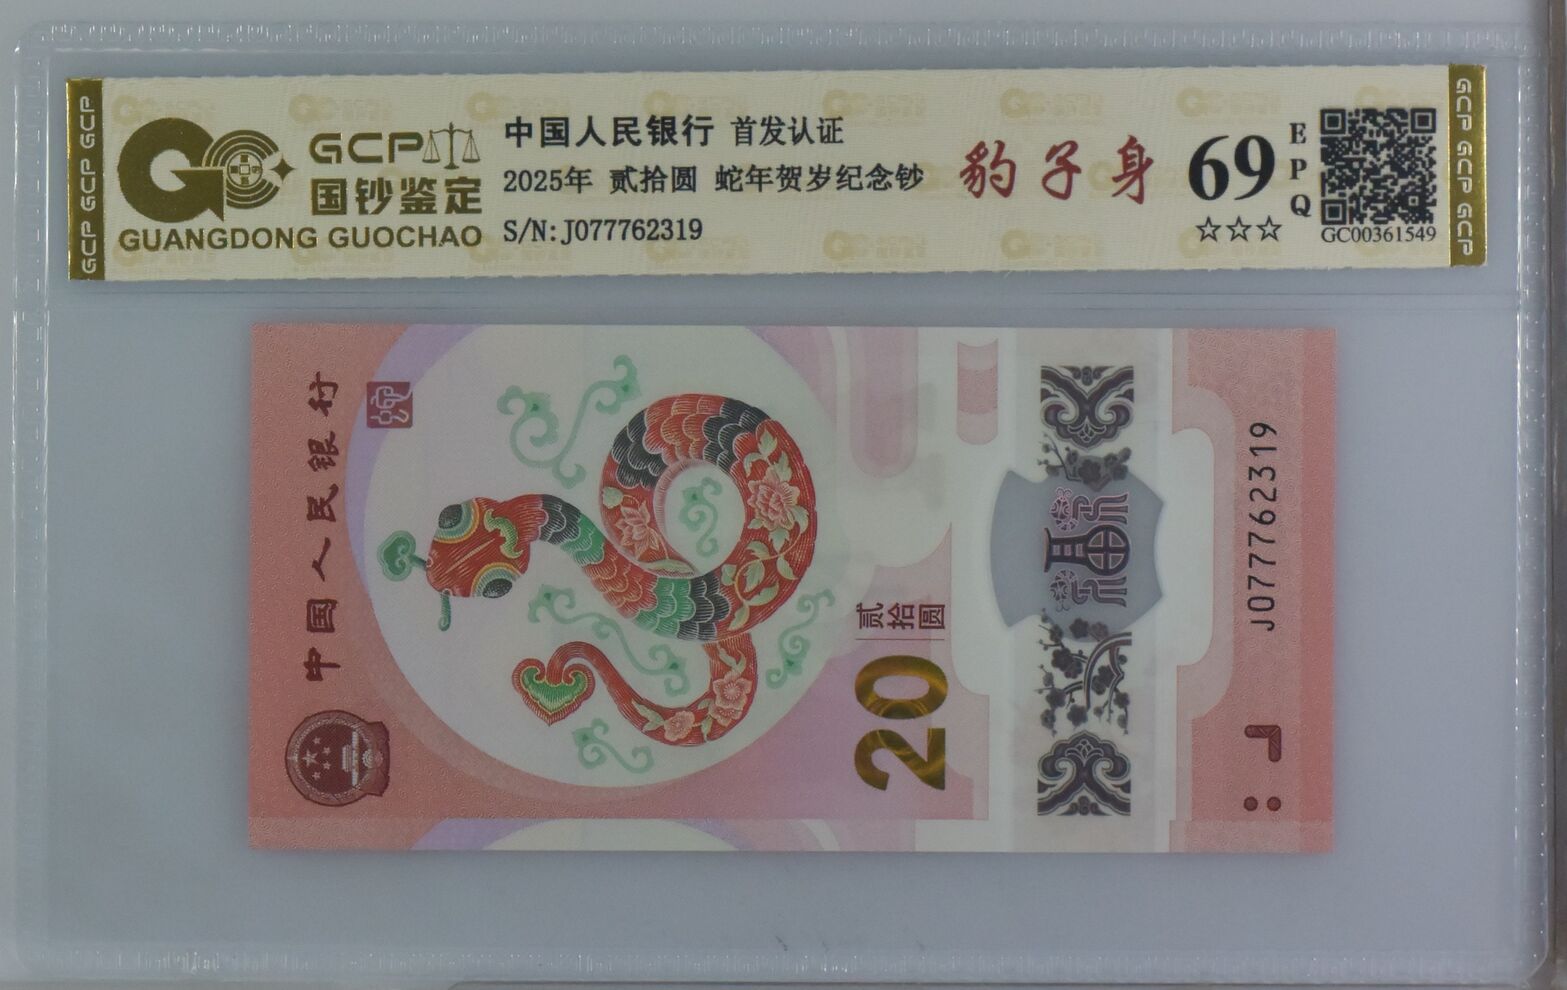 GCP GCP GCP
GCP
国钞鉴定
GUANGDONG GUOCHAO
中国人民银行 首发认证
2025年 贰拾圆 蛇年贺岁纪念钞
S/N:J077762319
豹子身
69
EPQ
☆☆☆
GC00361549
GCP GCP GCP
中国人民银行
蛇
20
贰拾圆
福
J077762319